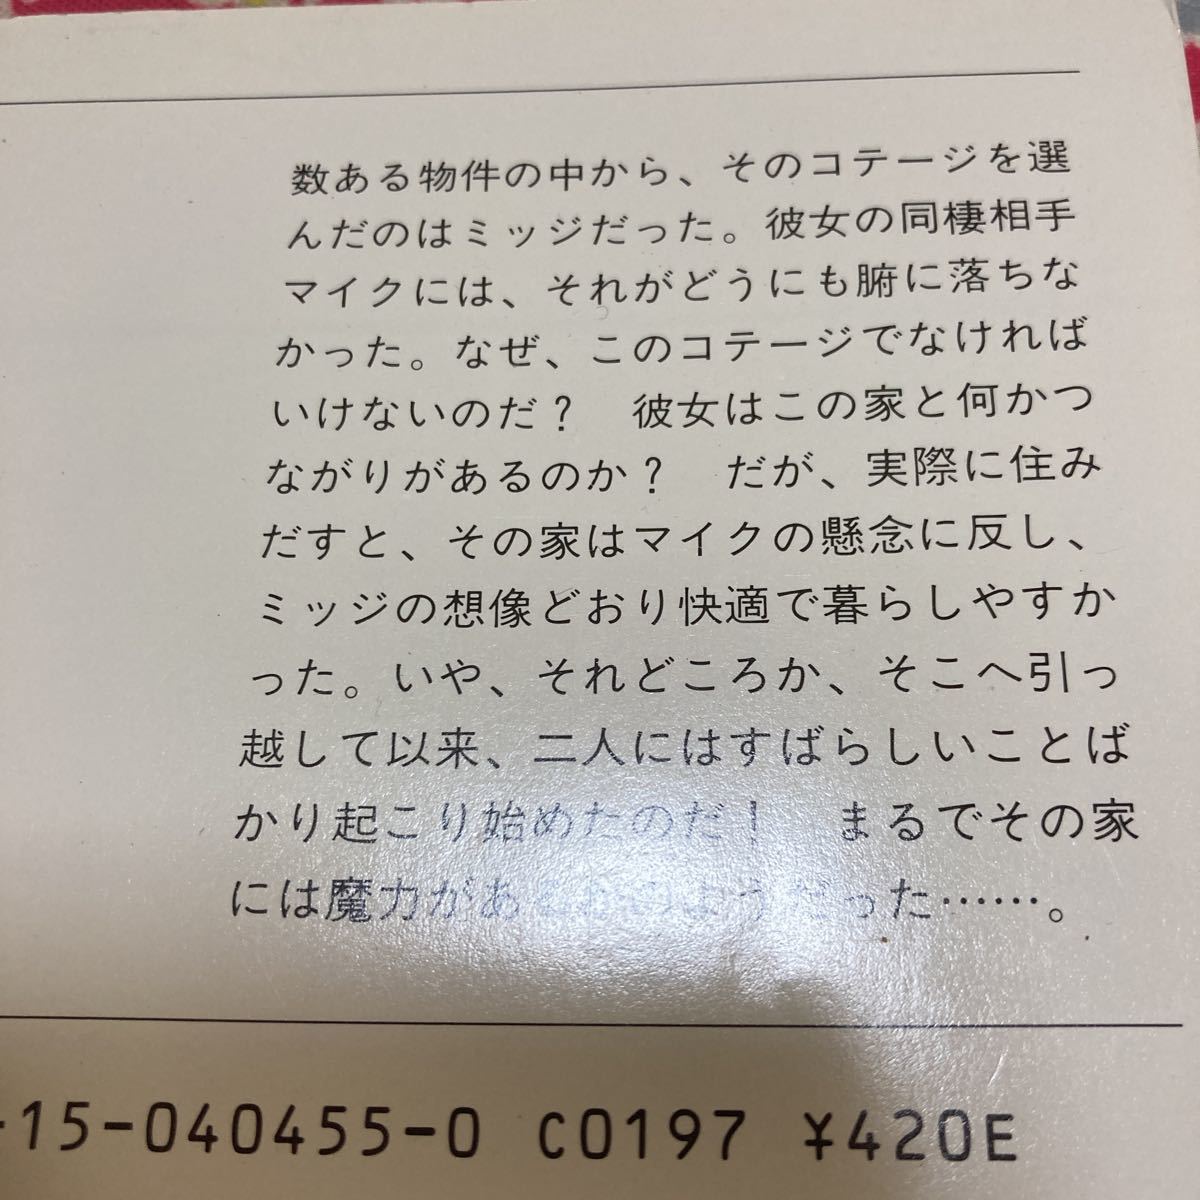 数ある物件の中から、そのコテージを選
んだのはミッジだった。彼女の同棲相手
マイクには、それがどうにも腑に落ちな
かった。なぜ、このコテージでなければ
いけないのだ？　彼女はこの家と何かつ
ながりがあるのか？　だが、実際に住み
だすと、その家はマイクの懸念に反し、
ミッジの想像どおり快適で暮らしやすか
った。いや、それどころか、そこへ引っ
越して以来、二人にはすばらしいことば
かり起こり始めたのだ！　まるでその家
には魔力があるかのようだった……。
-15-040455-0 C0197 ¥420E